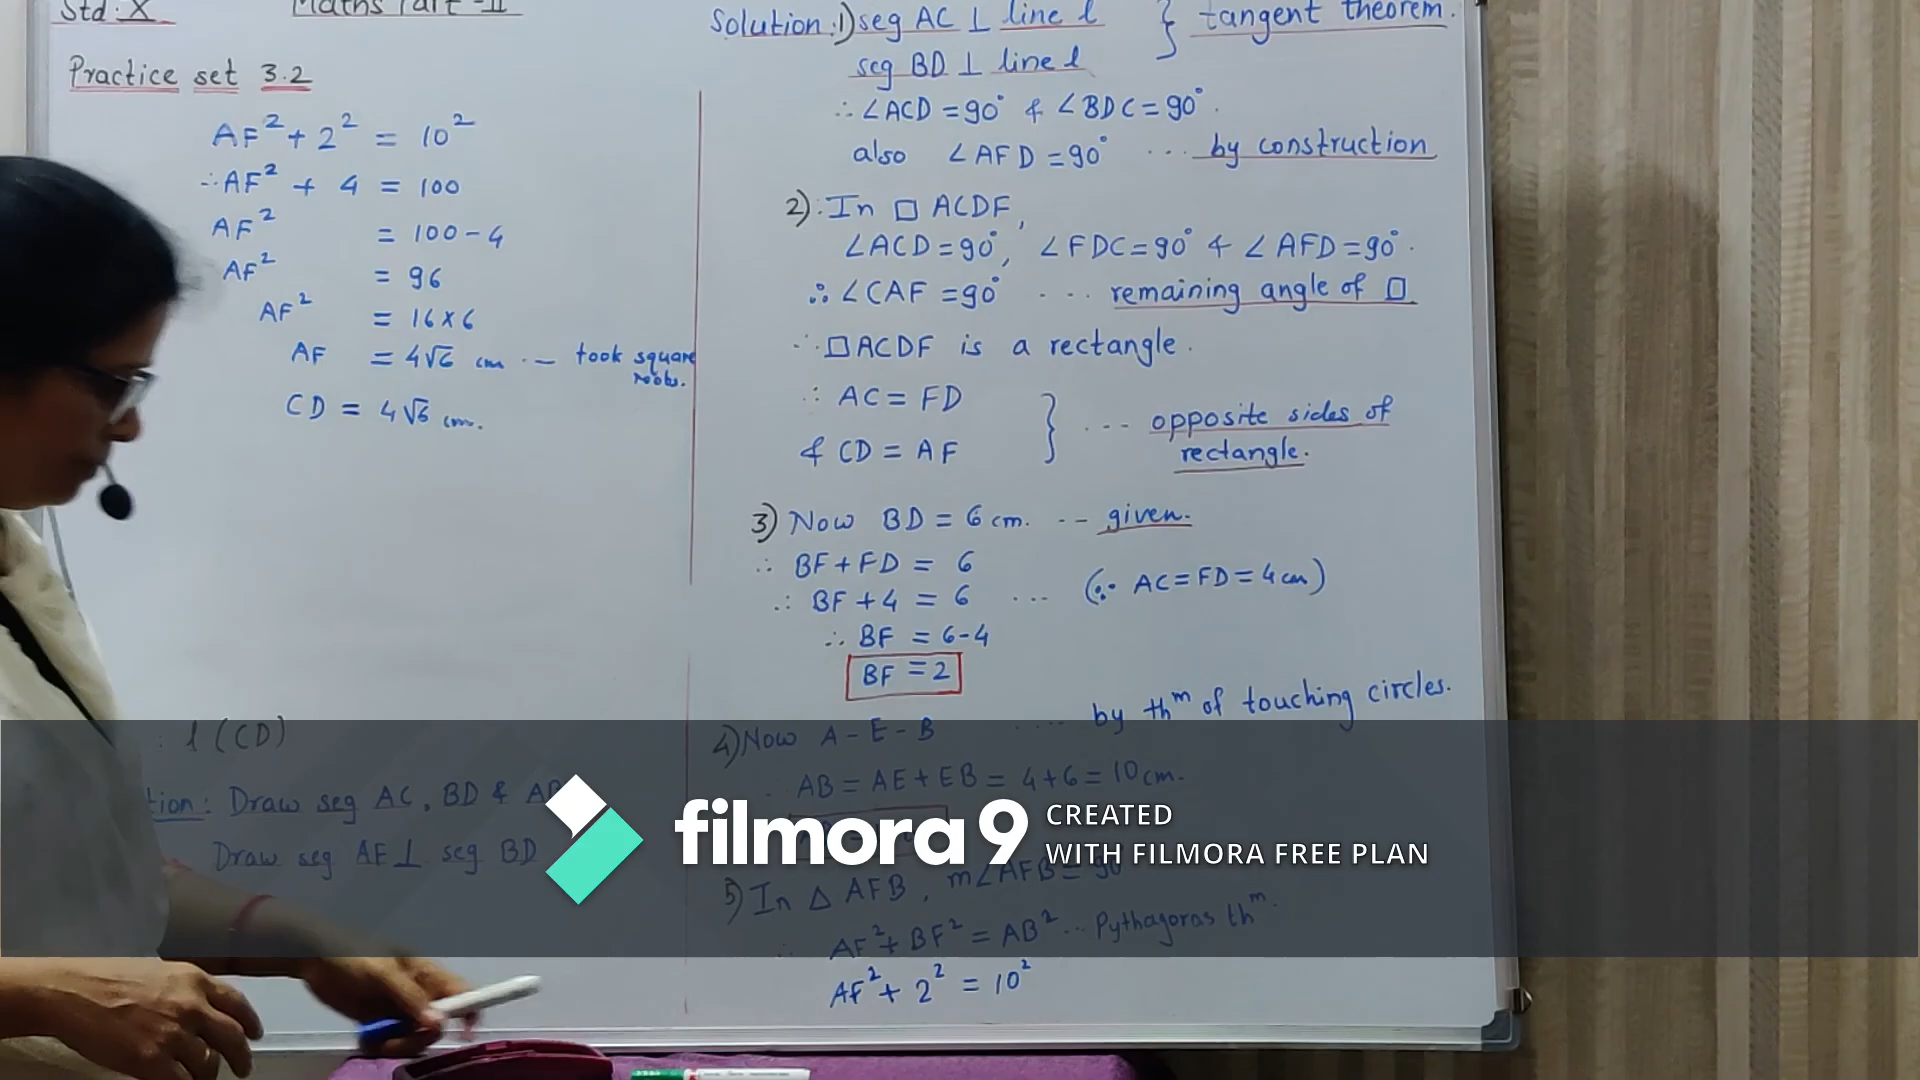 Std: X
Maths Part-II
Practice set 3.2
AF² + 2² = 10²
∴ AF² + 4 = 100
AF² = 100 - 4
AF² = 96
AF² = 16 × 6
AF = 4√6 cm. — took square
roots.
CD = 4√6 cm.
: l(CD)
tion: Draw seg AC, BD & AB
Draw seg AF ⊥ seg BD
Solution: 1) seg AC ⊥ line l } tangent theorem.
seg BD ⊥ line l
∴ ∠ACD = 90° & ∠BDC = 90°.
also ∠AFD = 90° ... by construction
2) : In □ ACDF,
∠ACD = 90°, ∠FDC = 90° & ∠AFD = 90°.
∴ ∠CAF = 90° ... remaining angle of □
∴ □ACDF is a rectangle.
∴ AC = FD
& CD = AF } ... opposite sides of
rectangle.
3) Now BD = 6 cm. -- given.
∴ BF + FD = 6
∴ BF + 4 = 6 ... (∵ AC = FD = 4 cm)
∴ BF = 6 - 4
BF = 2
4) Now A - E - B .... by thᵐ of touching circles.
∴ AB = AE + EB = 4 + 6 = 10 cm.
5) In △ AFB, m∠AFB = 90°
∴ AF² + BF² = AB² ... Pythagoras thᵐ.
AF² + 2² = 10²
filmora 9
CREATED
WITH FILMORA FREE PLAN